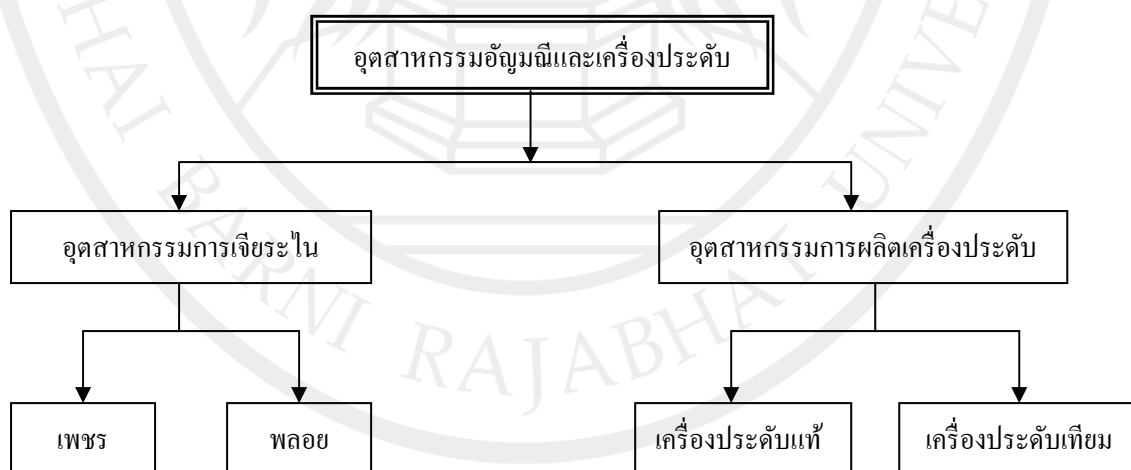 อุตสาหกรรมอัญมณีและเครื่องประดับ
อุตสาหกรรมการเจียระไน
อุตสาหกรรมการผลิตเครื่องประดับ
เพชร
พลอย
เครื่องประดับแท้
เครื่องประดับเทียม
HAI BARNI RAJABHAT UNIVE